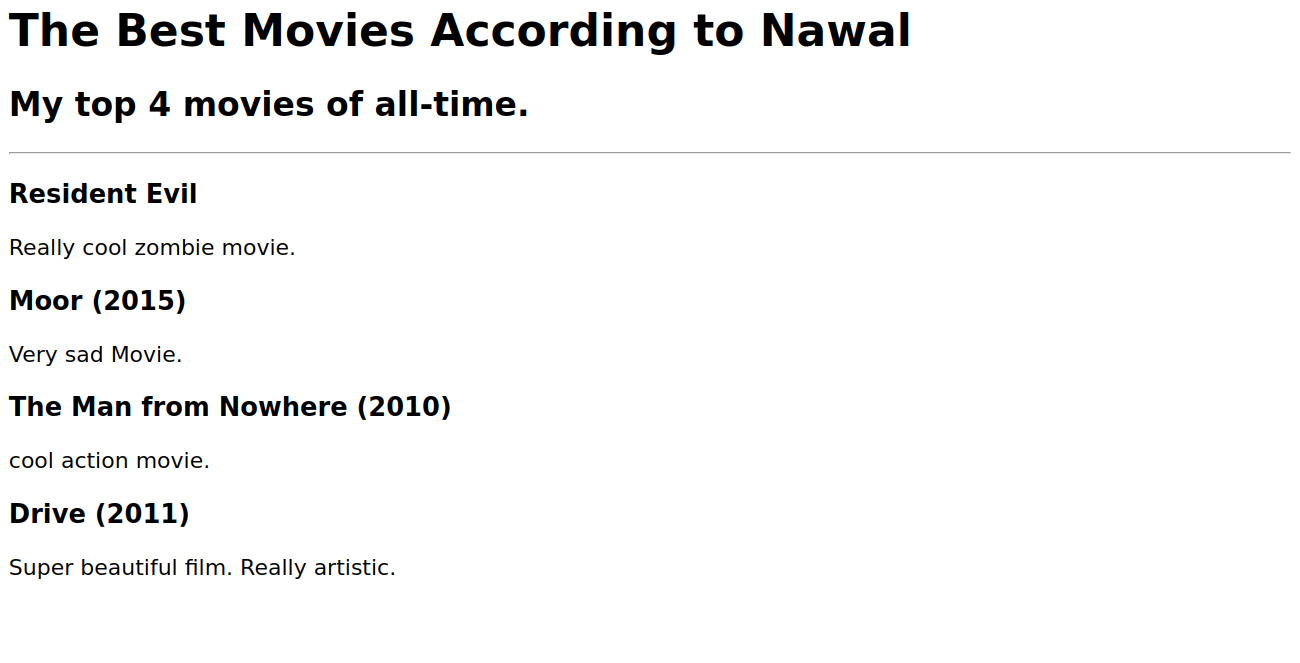 The Best Movies According to Nawal
My top 4 movies of all-time.
Resident Evil
Really cool zombie movie.
Moor (2015)
Very sad Movie.
The Man from Nowhere (2010)
cool action movie.
Drive (2011)
Super beautiful film. Really artistic.